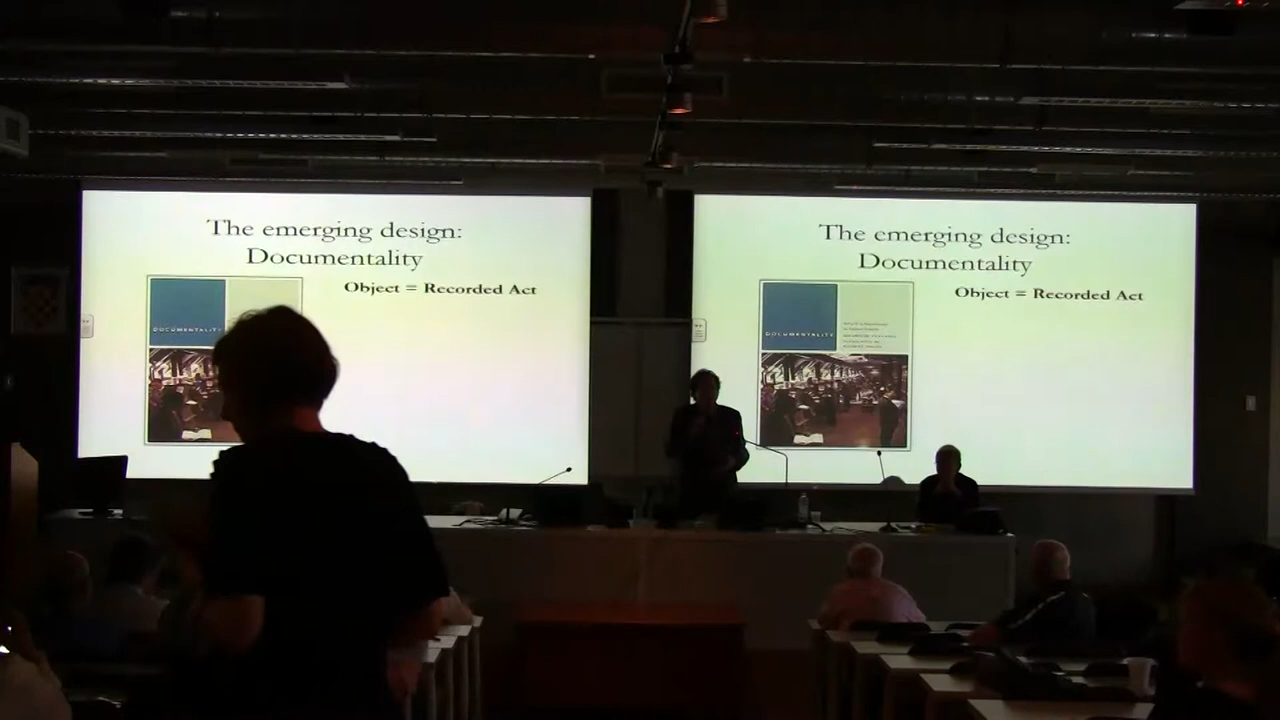 The emerging design:
Documentality
Object = Recorded Act
DOCUMENTALITY
The emerging design:
Documentality
Object = Recorded Act
DOCUMENTALITY